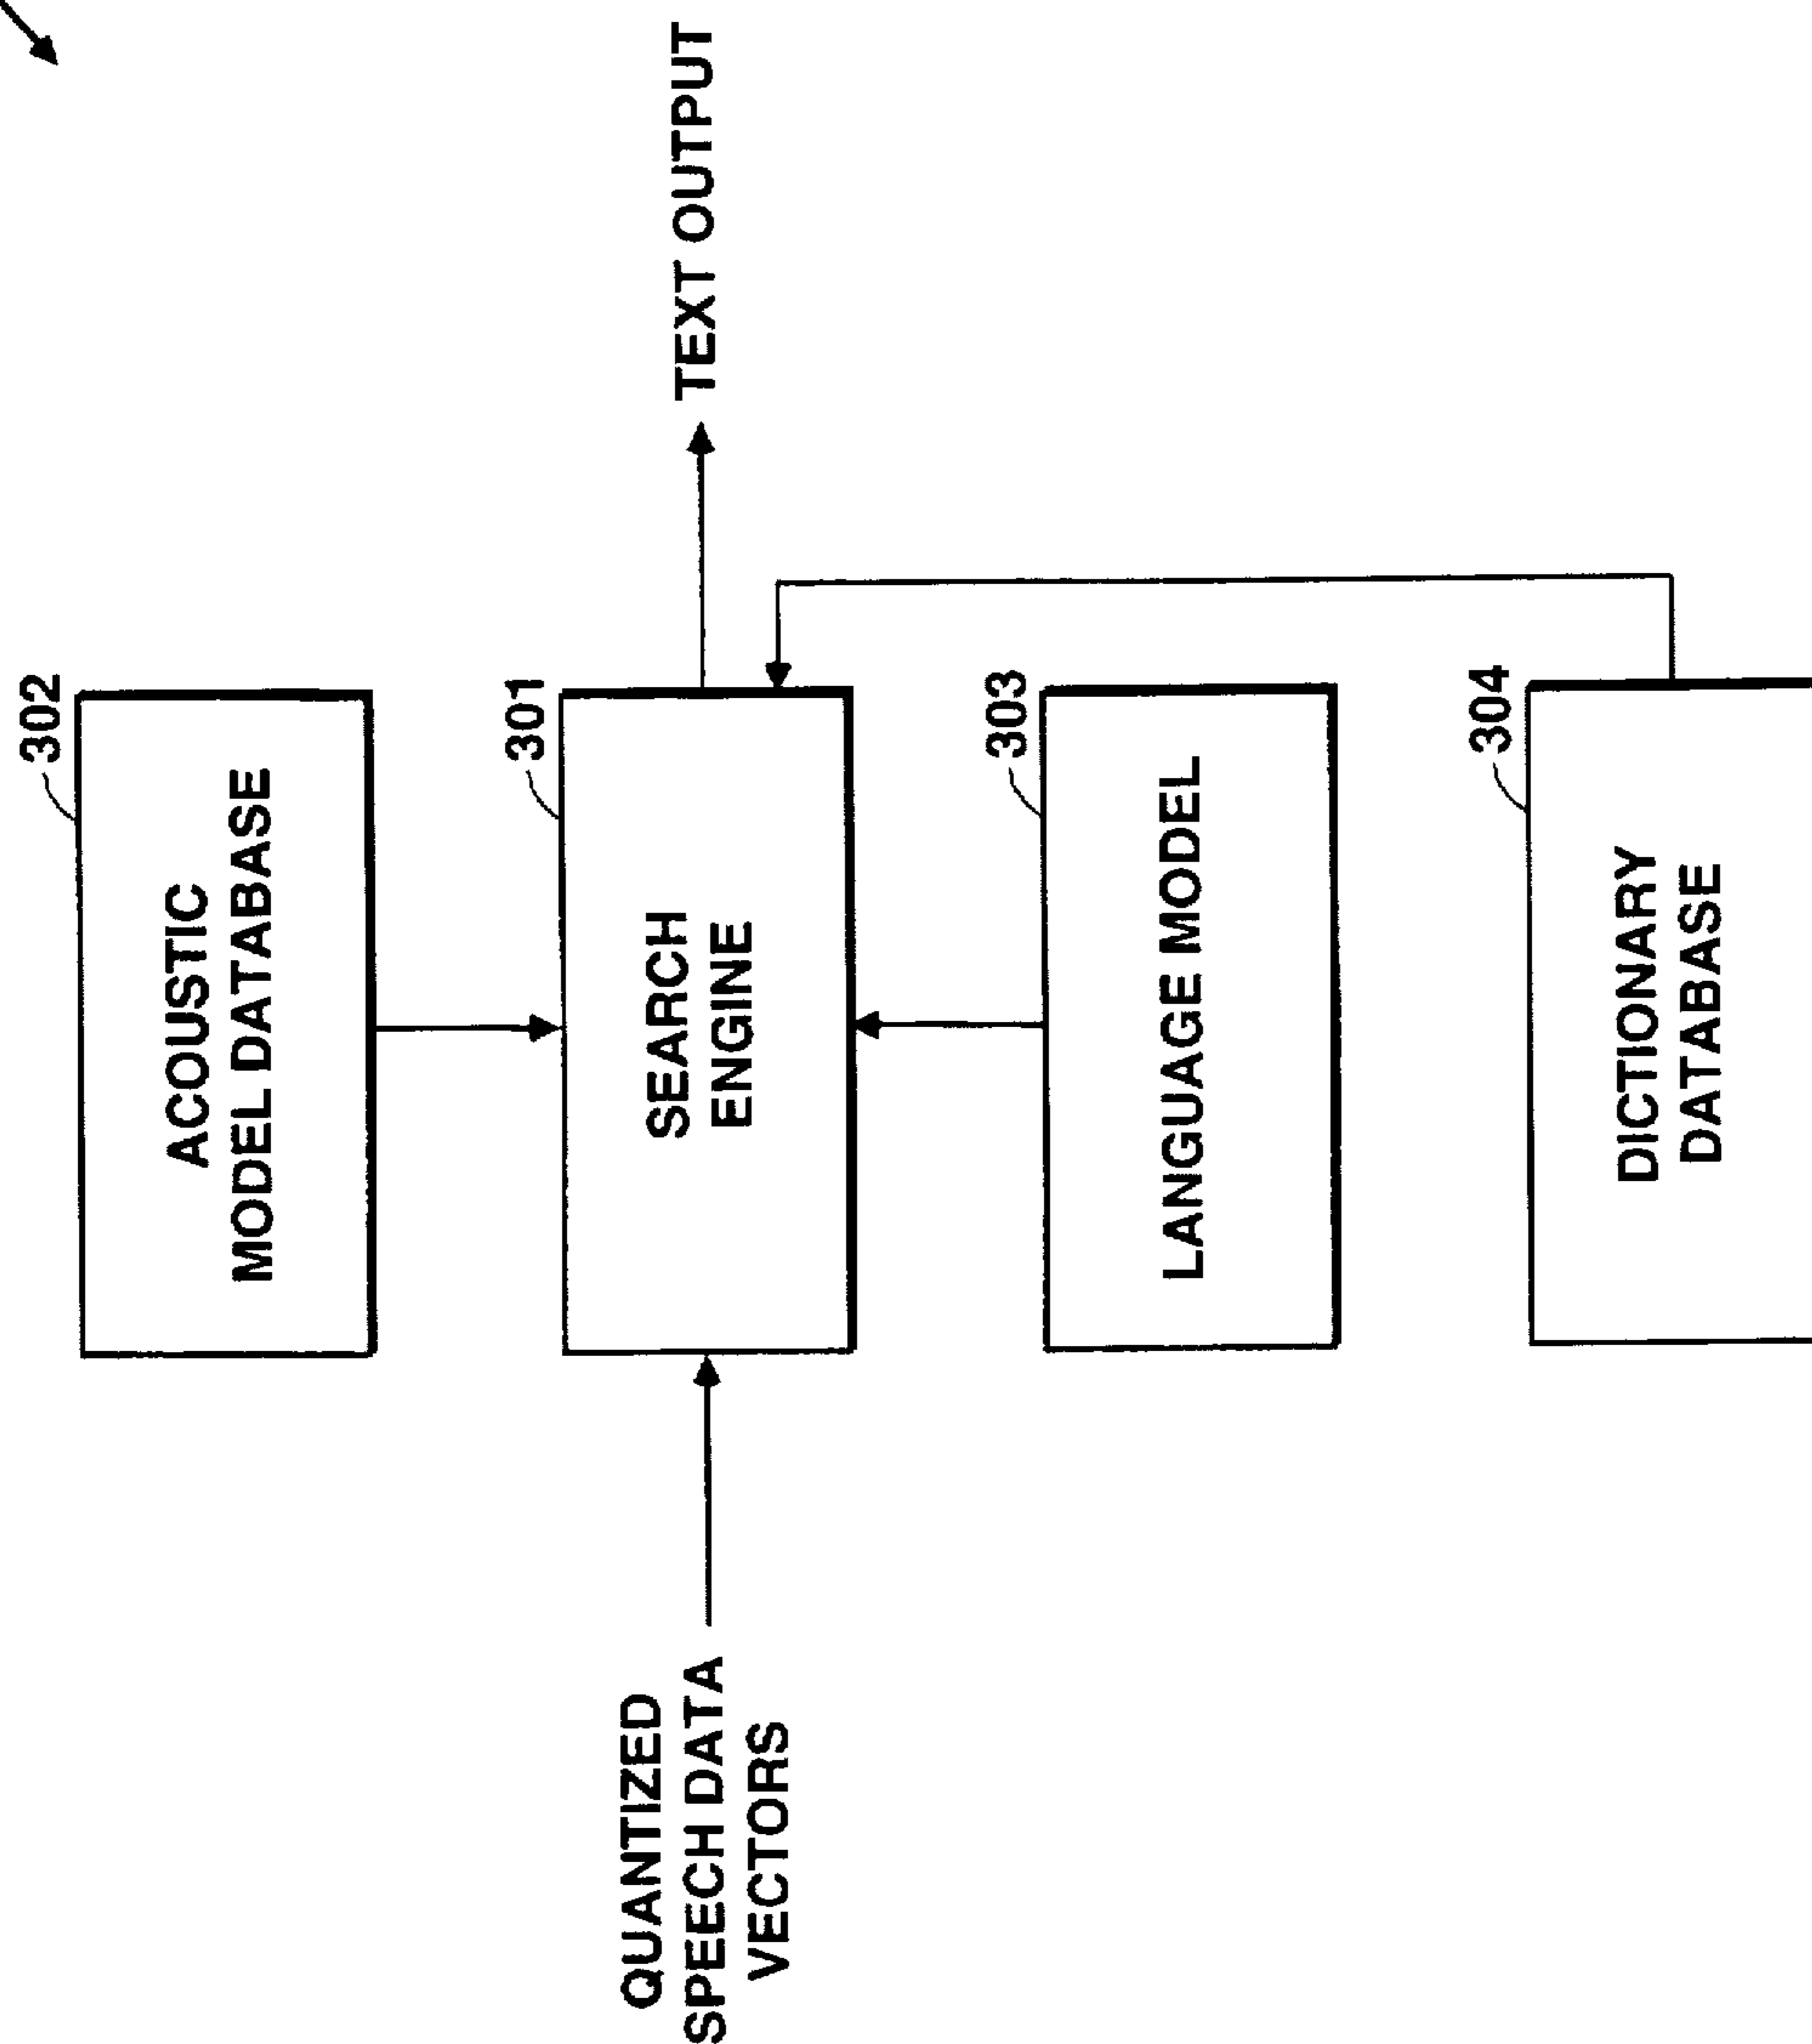 302
ACOUSTIC
MODEL DATABASE
301
QUANTIZED
SPEECH DATA
VECTORS
SEARCH
ENGINE
TEXT OUTPUT
303
LANGUAGE MODEL
304
DICTIONARY
DATABASE